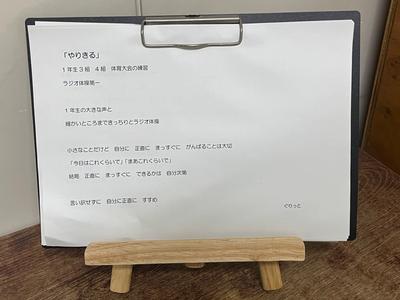 「やりきる」
1年生3組 4組 体育大会の練習
ラジオ体操第一
1年生の大きな声と
細かいところまできっちりとラジオ体操
小さなことだけど 自分に 正直に まっすぐに がんばることは大切
「今日はこれくらいで」「まあこれくらいで」
結局 正直に まっすぐに できるかは 自分次第
言い訳せずに 自分に正直に すすめ
ぐりっと